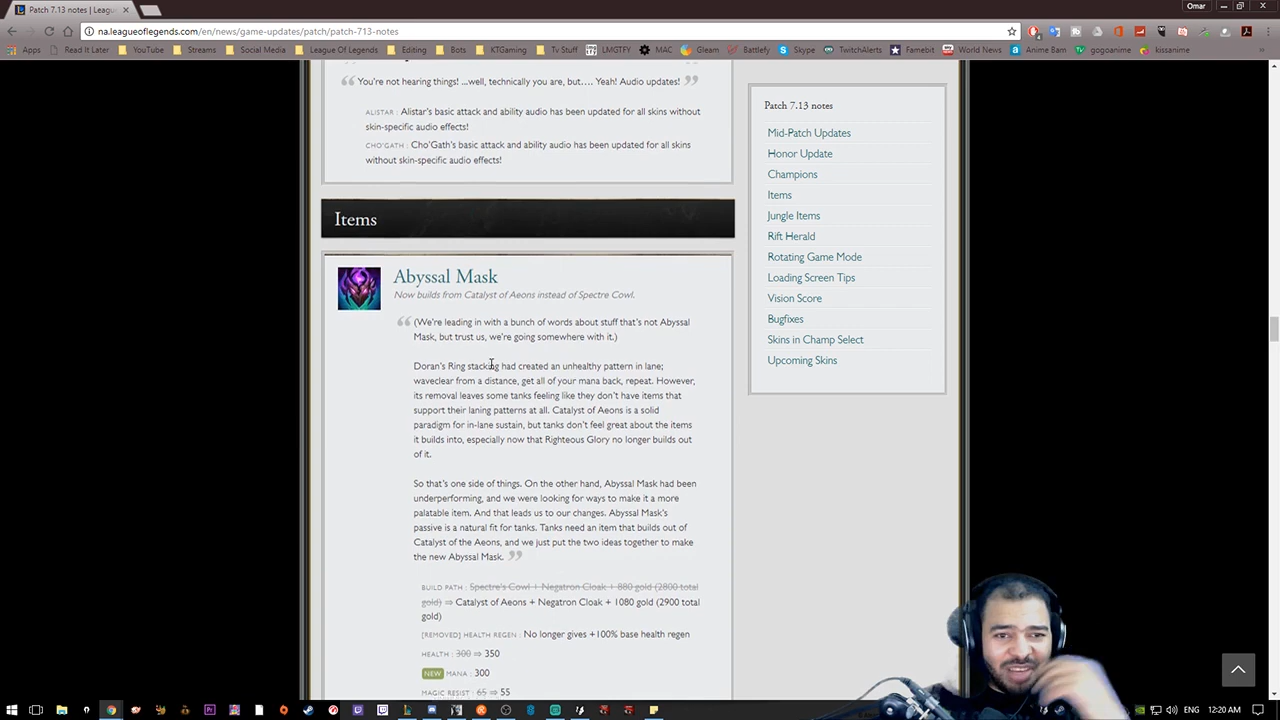 Patch 7.13 notes | Leagu
Omar
na.leagueoflegends.com/en/news/game-updates/patch/patch-713-notes
Apps Read It Later YouTube Streams Social Media League Of Legends Editing Bots KTGaming Tv Stuff LMGTFY MAC Gleam Battlefy Skype TwitchAlerts Famebit World News Anime Bam gogoanime kissanime
You're not hearing things! ...well, technically you are, but.... Yeah! Audio updates!
ALISTAR : Alistar's basic attack and ability audio has been updated for all skins without
skin-specific audio effects!
CHO'GATH : Cho'Gath's basic attack and ability audio has been updated for all skins
without skin-specific audio effects!
Items
Abyssal Mask
Now builds from Catalyst of Aeons instead of Spectre Cowl.
(We're leading in with a bunch of words about stuff that's not Abyssal
Mask, but trust us, we're going somewhere with it.)
Doran's Ring stacking had created an unhealthy pattern in lane;
waveclear from a distance, get all of your mana back, repeat. However,
its removal leaves some tanks feeling like they don't have items that
support their laning patterns at all. Catalyst of Aeons is a solid
paradigm for in-lane sustain, but tanks don't feel great about the items
it builds into, especially now that Righteous Glory no longer builds out
of it.
So that's one side of things. On the other hand, Abyssal Mask had been
underperforming, and we were looking for ways to make it a more
palatable item. And that leads us to our changes. Abyssal Mask's
passive is a natural fit for tanks. Tanks need an item that builds out of
Catalyst of the Aeons, and we just put the two ideas together to make
the new Abyssal Mask.
BUILD PATH : Spectre's Cowl + Negatron Cloak + 880 gold (2800 total
gold) ⇒ Catalyst of Aeons + Negatron Cloak + 1080 gold (2900 total
gold)
[REMOVED] HEALTH REGEN : No longer gives +100% base health regen
HEALTH : 300 ⇒ 350
NEW MANA : 300
MAGIC RESIST : 65 ⇒ 55
Patch 7.13 notes
Mid-Patch Updates
Honor Update
Champions
Items
Jungle Items
Rift Herald
Rotating Game Mode
Loading Screen Tips
Vision Score
Bugfixes
Skins in Champ Select
Upcoming Skins
12:20 AM